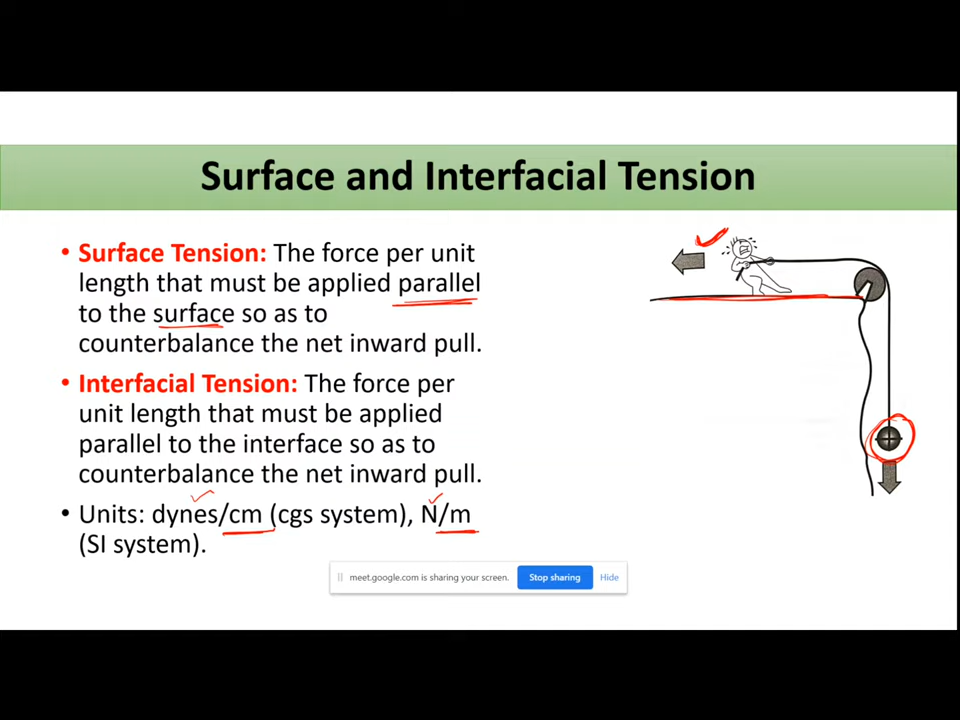 Surface and Interfacial Tension
• Surface Tension: The force per unit
length that must be applied parallel
to the surface so as to
counterbalance the net inward pull.
• Interfacial Tension: The force per
unit length that must be applied
parallel to the interface so as to
counterbalance the net inward pull.
• Units: dynes/cm (cgs system), N/m
(SI system).
meet.google.com is sharing your screen. Stop sharing Hide